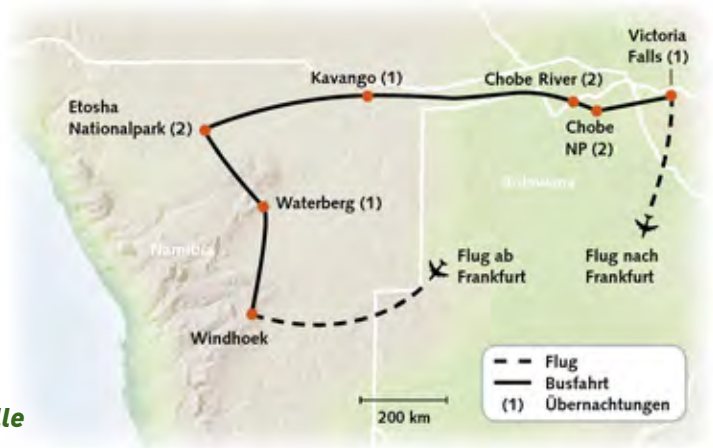 Victoria
Falls (1)
Kavango (1)
Chobe River (2)
Etosha
Nationalpark (2)
Chobe
NP (2)
Botswana
Waterberg (1)
Namibia
Flug ab
Frankfurt
Flug nach
Frankfurt
Windhoek
Flug
Busfahrt
(1) Übernachtungen
200 km